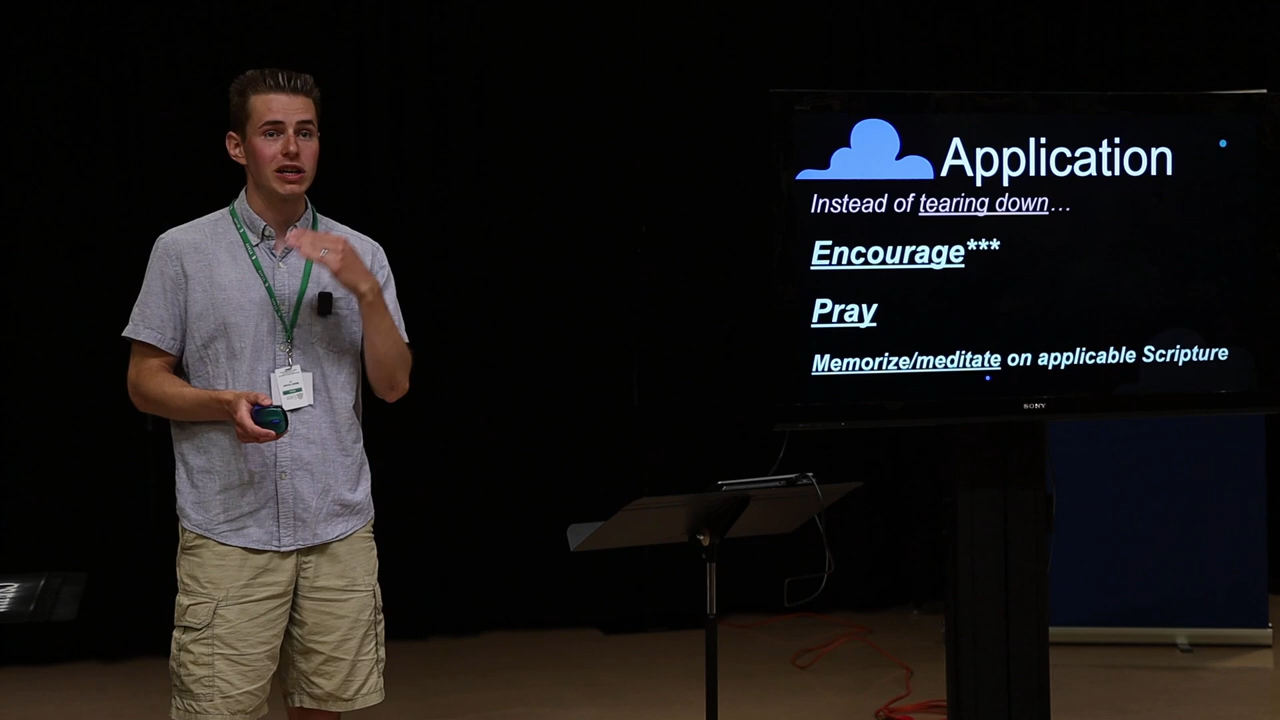 Application
Instead of tearing down…
Encourage***
Pray
Memorize/meditate on applicable Scripture
SONY